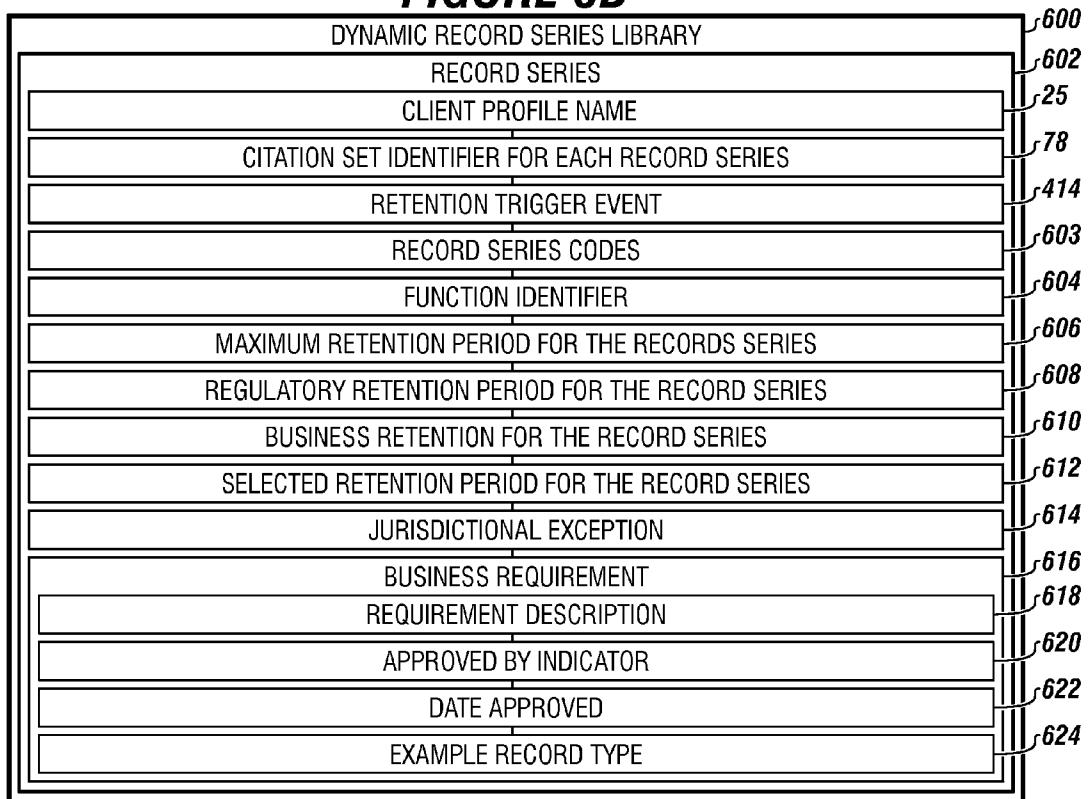 DYNAMIC RECORD SERIES LIBRARY 600
RECORD SERIES 602
CLIENT PROFILE NAME 25
CITATION SET IDENTIFIER FOR EACH RECORD SERIES 78
RETENTION TRIGGER EVENT 414
RECORD SERIES CODES 603
FUNCTION IDENTIFIER 604
MAXIMUM RETENTION PERIOD FOR THE RECORDS SERIES 606
REGULATORY RETENTION PERIOD FOR THE RECORD SERIES 608
BUSINESS RETENTION FOR THE RECORD SERIES 610
SELECTED RETENTION PERIOD FOR THE RECORD SERIES 612
JURISDICTIONAL EXCEPTION 614
BUSINESS REQUIREMENT 616
REQUIREMENT DESCRIPTION 618
APPROVED BY INDICATOR 620
DATE APPROVED 622
EXAMPLE RECORD TYPE 624